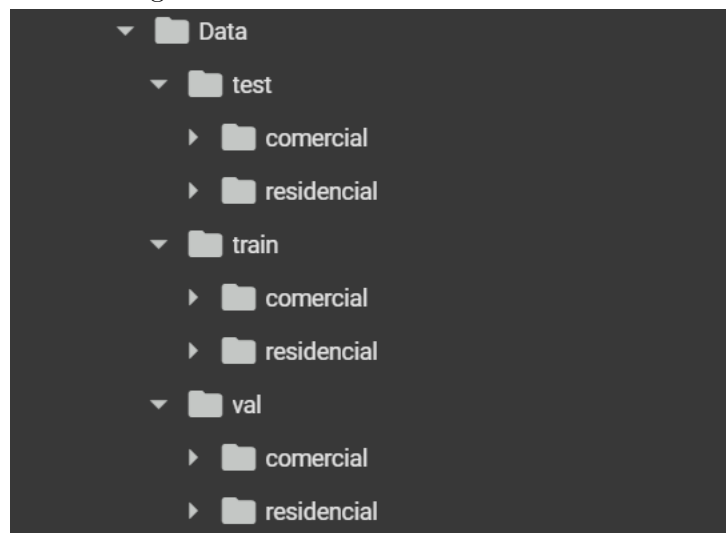 Data
test
comercial
residencial
train
comercial
residencial
val
comercial
residencial